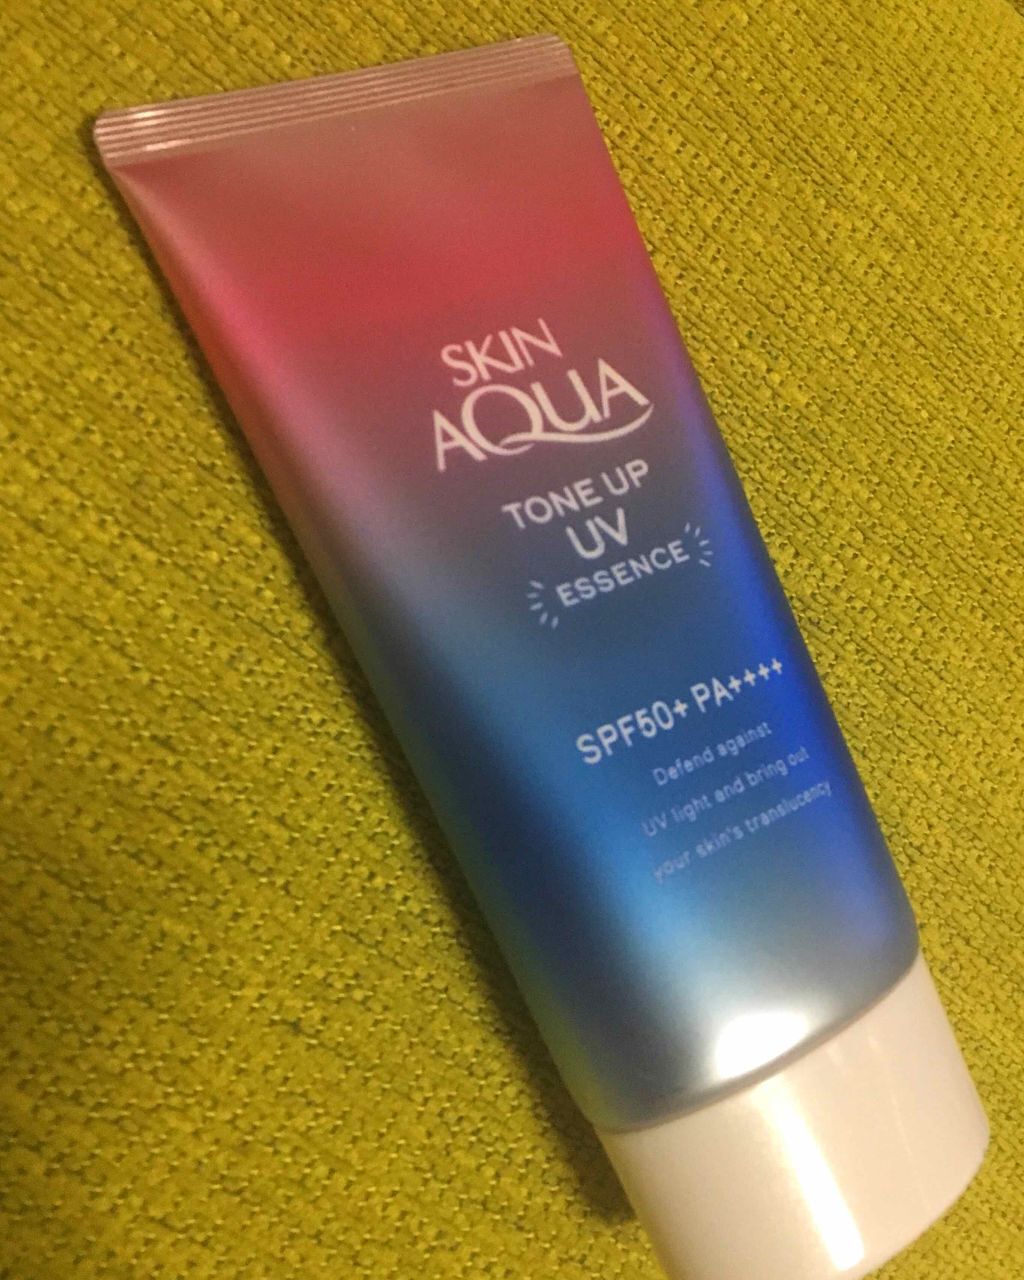 SKIN
AQUA
TONE UP
UV
ESSENCE
SPF50+ PA++++
Defend against
UV light and bring out
your skin's translucency